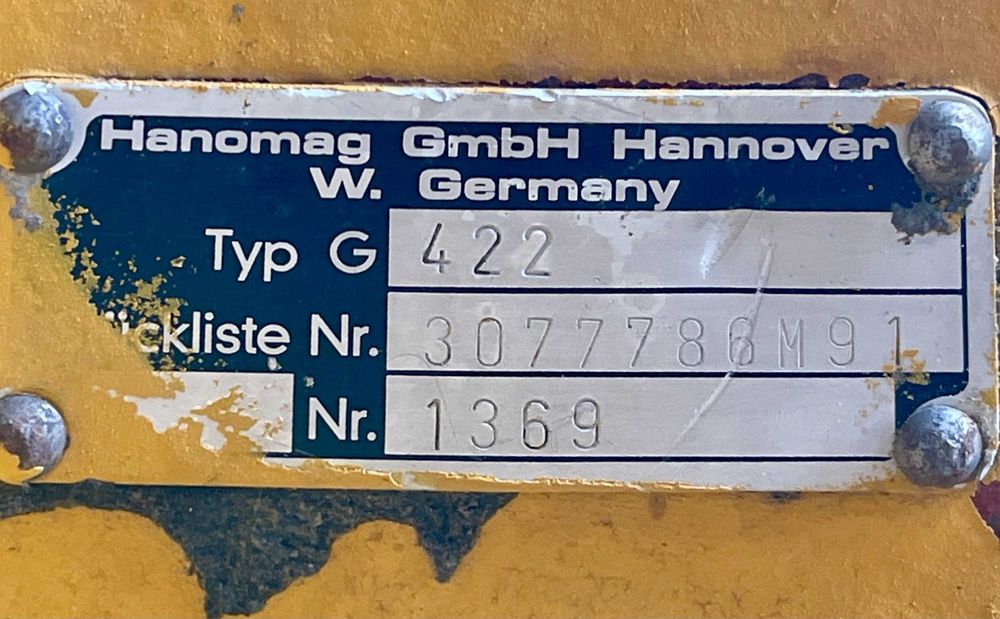 Hanomag GmbH Hannover
W. Germany
Typ G 422
ückliste Nr. 3077786M91
Nr. 1369